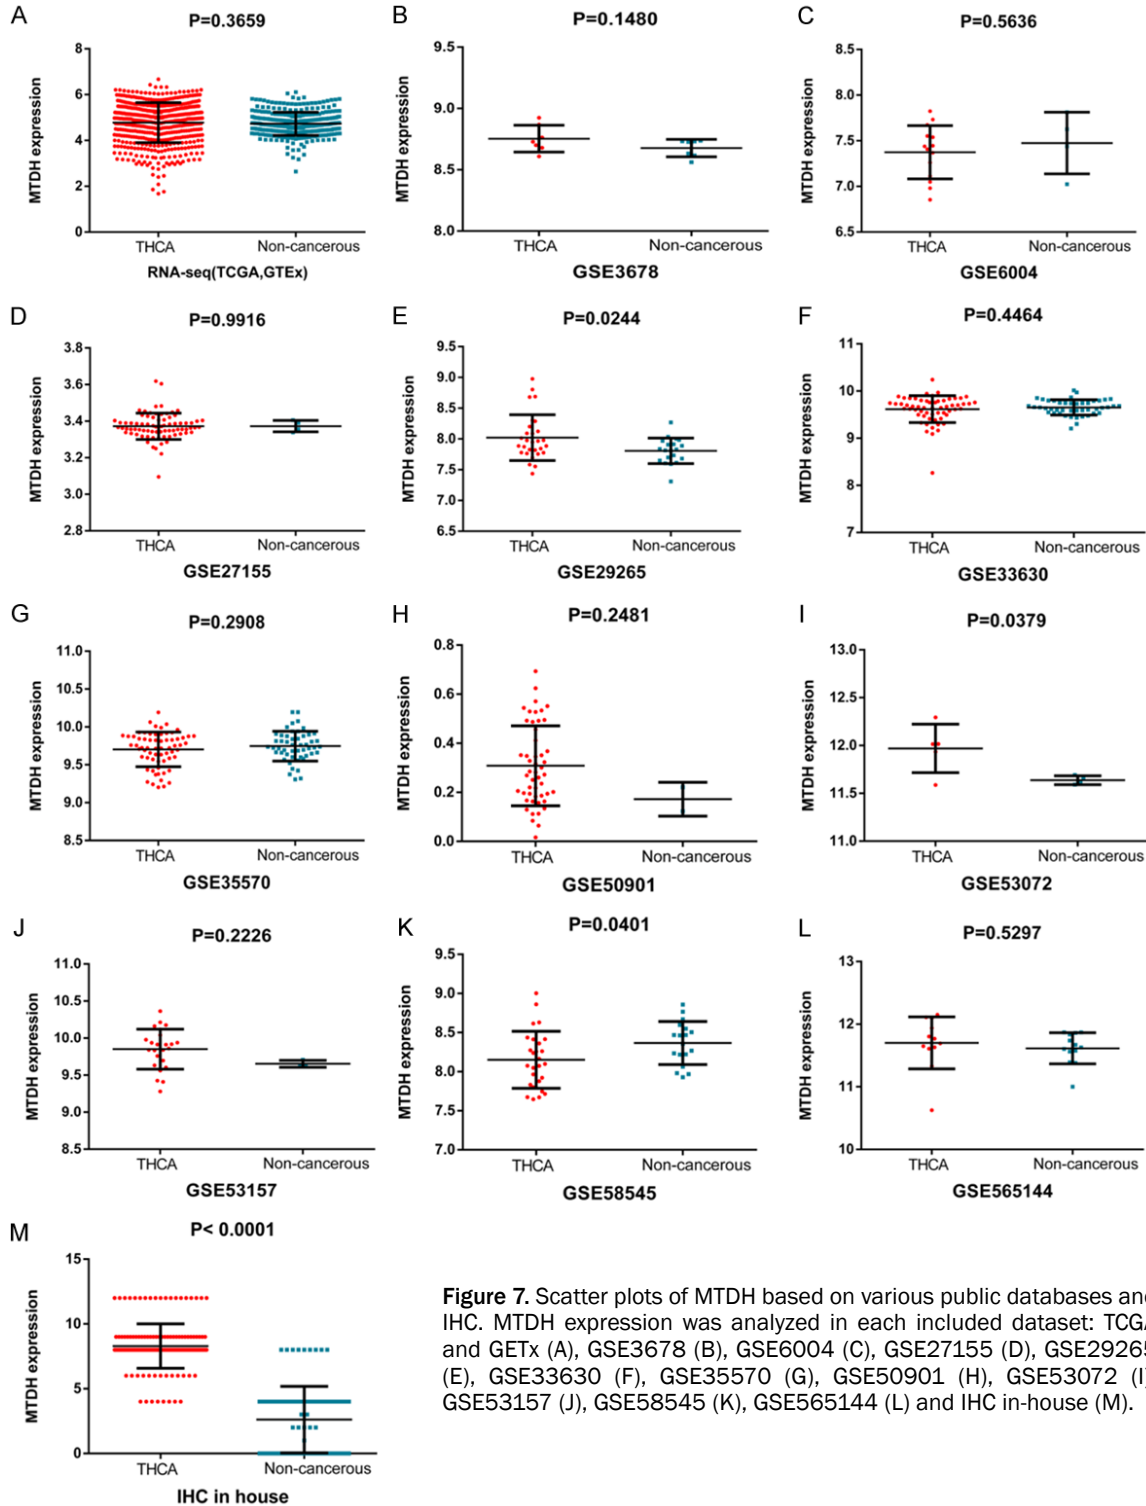 A
P=0.3659
MTDH expression
8
6
4
2
0
THCA
Non-cancerous
RNA-seq(TCGA,GTEx)
B
P=0.1480
MTDH expression
9.5
9.0
8.5
8.0
THCA
Non-cancerous
GSE3678
C
P=0.5636
MTDH expression
8.5
8.0
7.5
7.0
6.5
THCA
Non-cancerous
GSE6004
D
P=0.9916
MTDH expression
3.8
3.6
3.4
3.2
3.0
2.8
THCA
Non-cancerous
GSE27155
E
P=0.0244
MTDH expression
9.5
9.0
8.5
8.0
7.5
7.0
6.5
THCA
Non-cancerous
GSE29265
F
P=0.4464
MTDH expression
11
10
9
8
7
THCA
Non-cancerous
GSE33630
G
P=0.2908
MTDH expression
11.0
10.5
10.0
9.5
9.0
8.5
THCA
Non-cancerous
GSE35570
H
P=0.2481
MTDH expression
0.8
0.6
0.4
0.2
0.0
THCA
Non-cancerous
GSE50901
I
P=0.0379
MTDH expression
13.0
12.5
12.0
11.5
11.0
THCA
Non-cancerous
GSE53072
J
P=0.2226
MTDH expression
11.0
10.5
10.0
9.5
9.0
8.5
THCA
Non-cancerous
GSE53157
K
P=0.0401
MTDH expression
9.5
9.0
8.5
8.0
7.5
7.0
THCA
Non-cancerous
GSE58545
L
P=0.5297
MTDH expression
13
12
11
10
THCA
Non-cancerous
GSE565144
M
P< 0.0001
MTDH expression
15
10
5
0
THCA
Non-cancerous
IHC in house
Figure 7. Scatter plots of MTDH based on various public databases and
IHC. MTDH expression was analyzed in each included dataset: TCGA
and GETx (A), GSE3678 (B), GSE6004 (C), GSE27155 (D), GSE29265
(E), GSE33630 (F), GSE35570 (G), GSE50901 (H), GSE53072 (I)
GSE53157 (J), GSE58545 (K), GSE565144 (L) and IHC in-house (M).